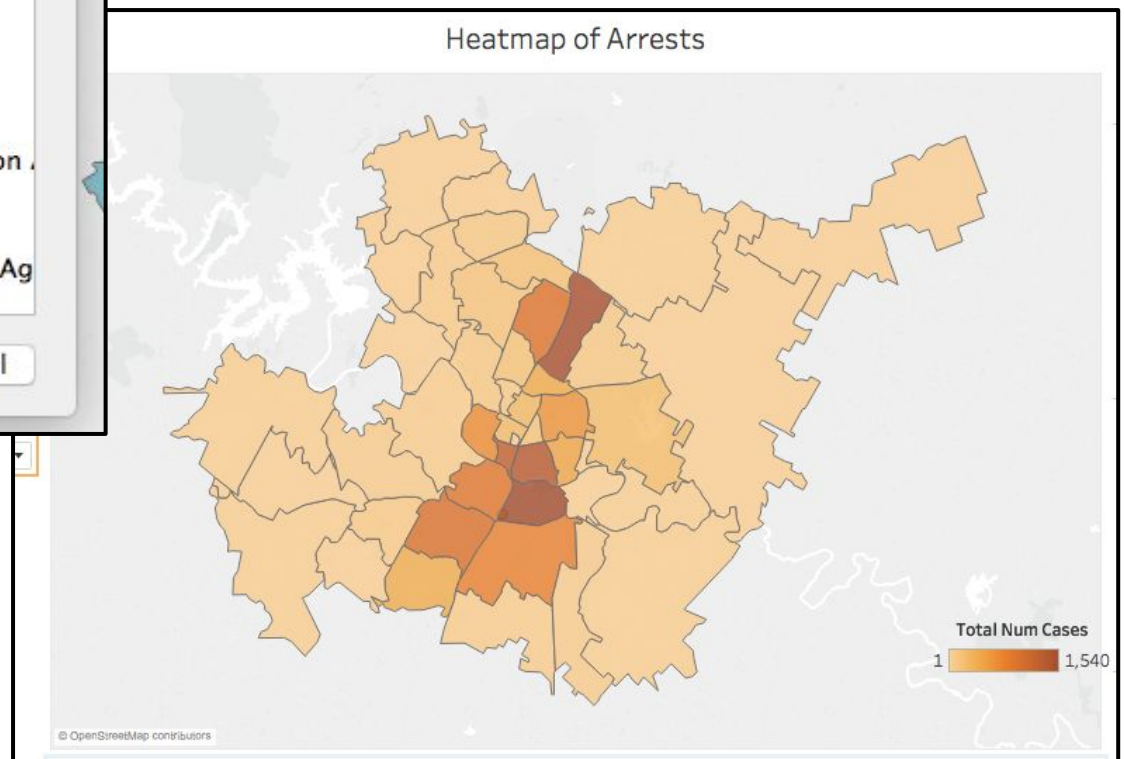 Heatmap of Arrests
on
Ag
l
Total Num Cases
1
1,540
© OpenStreetMap contributors